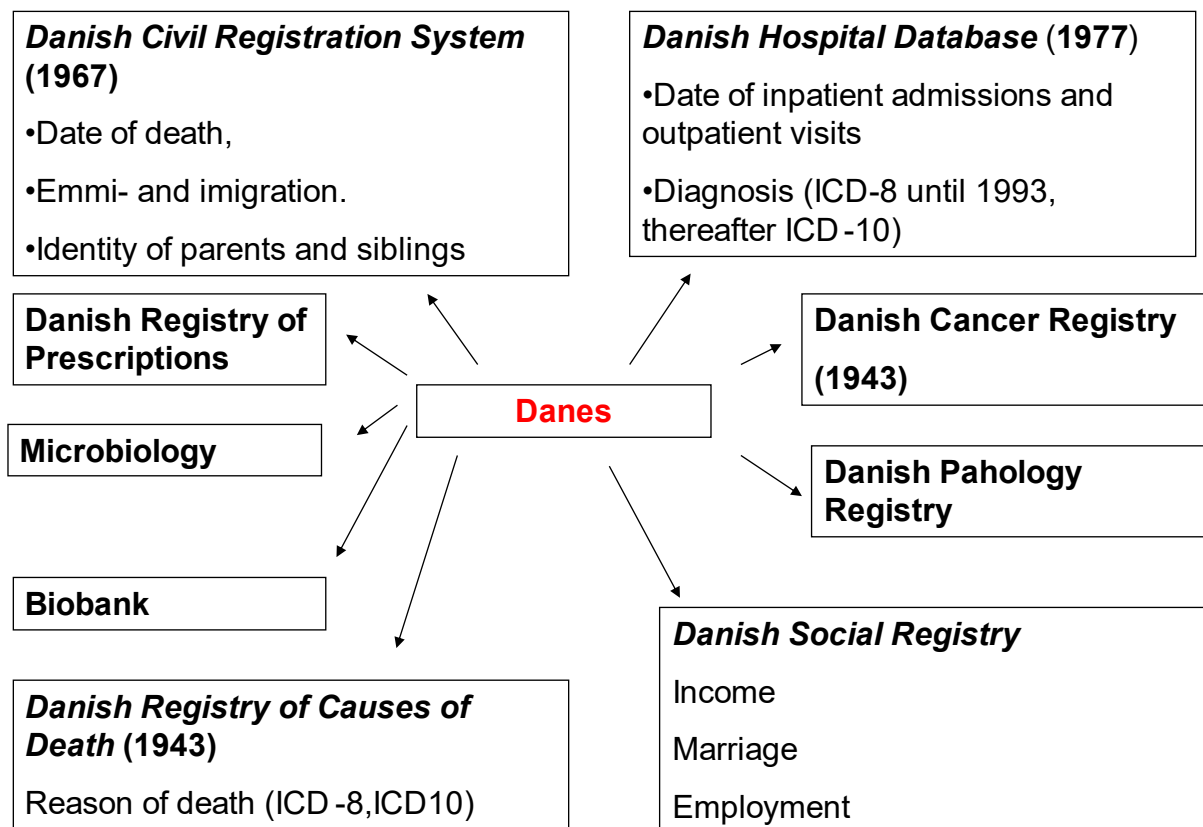 Danish Civil Registration System
(1967)
•Date of death,
•Emmi- and imigration.
•Identity of parents and siblings
Danish Hospital Database (1977)
•Date of inpatient admissions and
outpatient visits
•Diagnosis (ICD-8 until 1993,
thereafter ICD-10)
Danish Registry of
Prescriptions
Danish Cancer Registry
(1943)
Danes
Microbiology
Danish Pahology
Registry
Biobank
Danish Social Registry
Income
Marriage
Employment
Danish Registry of Causes of
Death (1943)
Reason of death (ICD-8,ICD10)